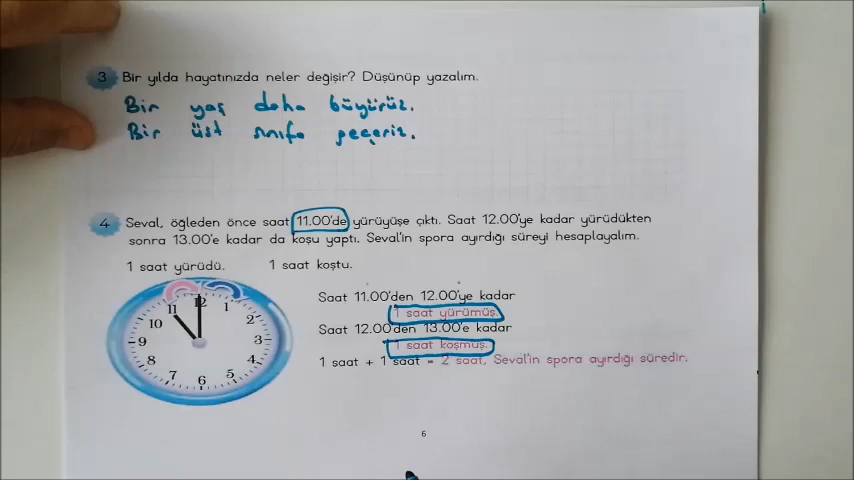 3 Bir yılda hayatınızda neler değişir? Düşünüp yazalım.
Bir yaş daha büyürüz.
Bir üst sınıfa geçeriz.
4 Seval, öğleden önce saat 11.00'de yürüyüşe çıktı. Saat 12.00'ye kadar yürüdükten
sonra 13.00'e kadar da koşu yaptı. Seval'in spora ayırdığı süreyi hesaplayalım.
1 saat yürüdü. 1 saat koştu.
12
11 1
10 2
9 3
8 4
7 5
6
Saat 11.00'den 12.00'ye kadar
1 saat yürümüş.
Saat 12.00'den 13.00'e kadar
1 saat koşmuş.
1 saat + 1 saat = 2 saat, Seval'in spora ayırdığı süredir.
6